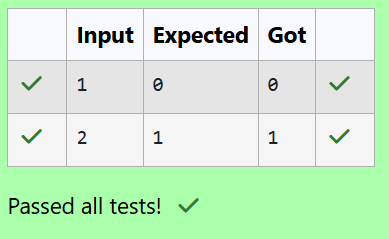 Input Expected Got
1 0 0
2 1 1
Passed all tests!